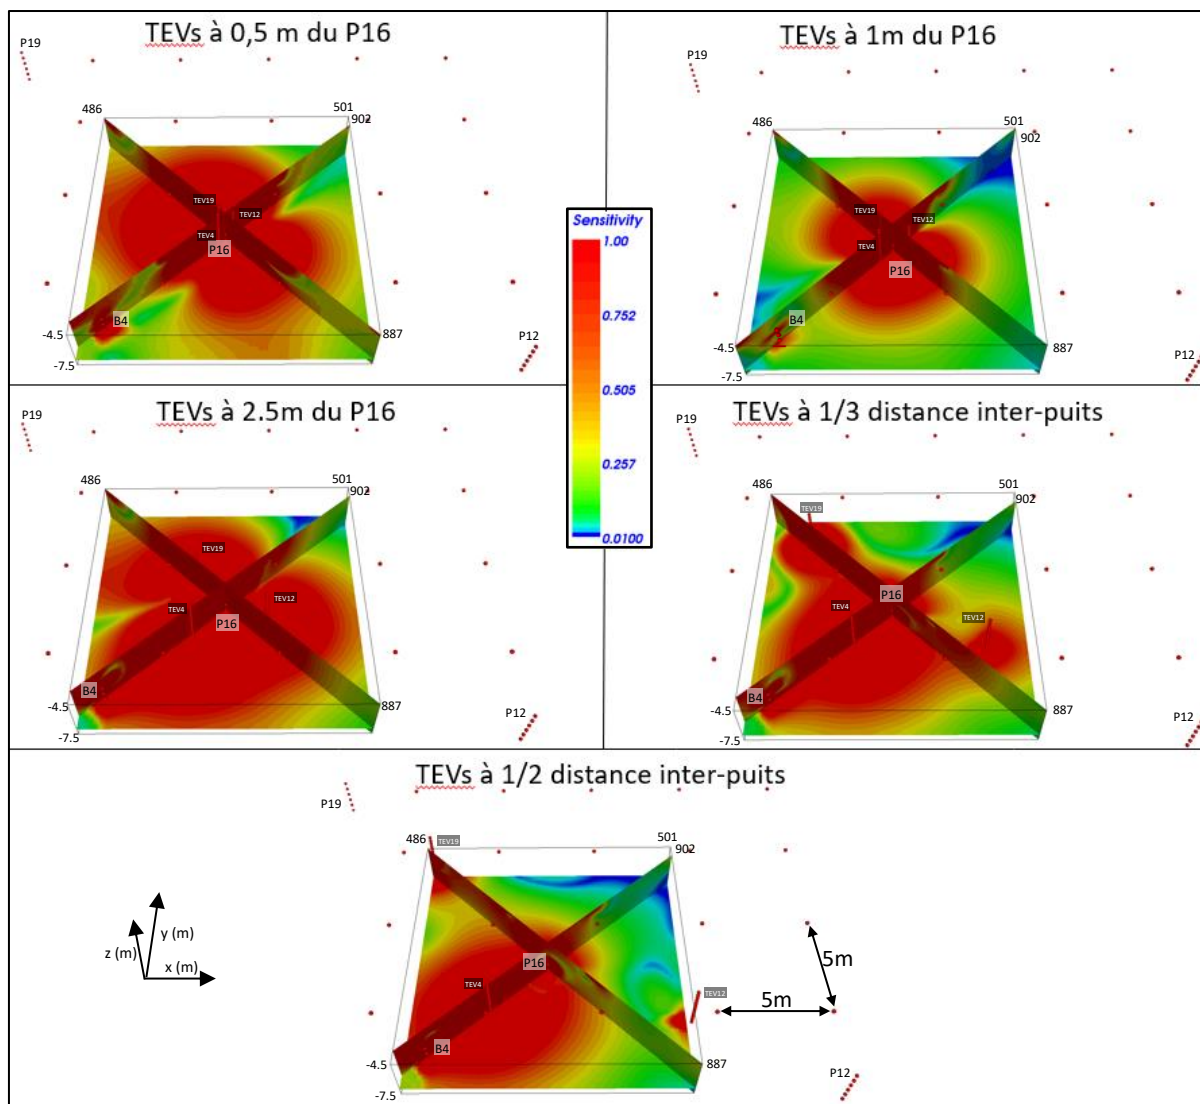 TEVs à 0,5 m du P16
P19
486
501
902
TEV19
TEV12
TEV4
P16
B4
-4.5
-7.5
887
P12
TEVs à 1m du P16
P19
486
501
902
TEV19
TEV12
TEV4
P16
B4
-4.5
-7.5
887
P12
Sensitivity
1.00
0.752
0.505
0.257
0.0100
TEVs à 2.5m du P16
P19
486
501
902
TEV19
TEV12
TEV4
P16
B4
-4.5
-7.5
887
P12
TEVs à 1/3 distance inter-puits
P19
486
501
902
TEV19
TEV4
P16
TEV12
B4
-4.5
-7.5
887
P12
TEVs à 1/2 distance inter-puits
P19
486
TEV19
501
902
P16
TEV4
TEV12
B4
-4.5
-7.5
887
P12
y (m)
z (m)
x (m)
5m
5m